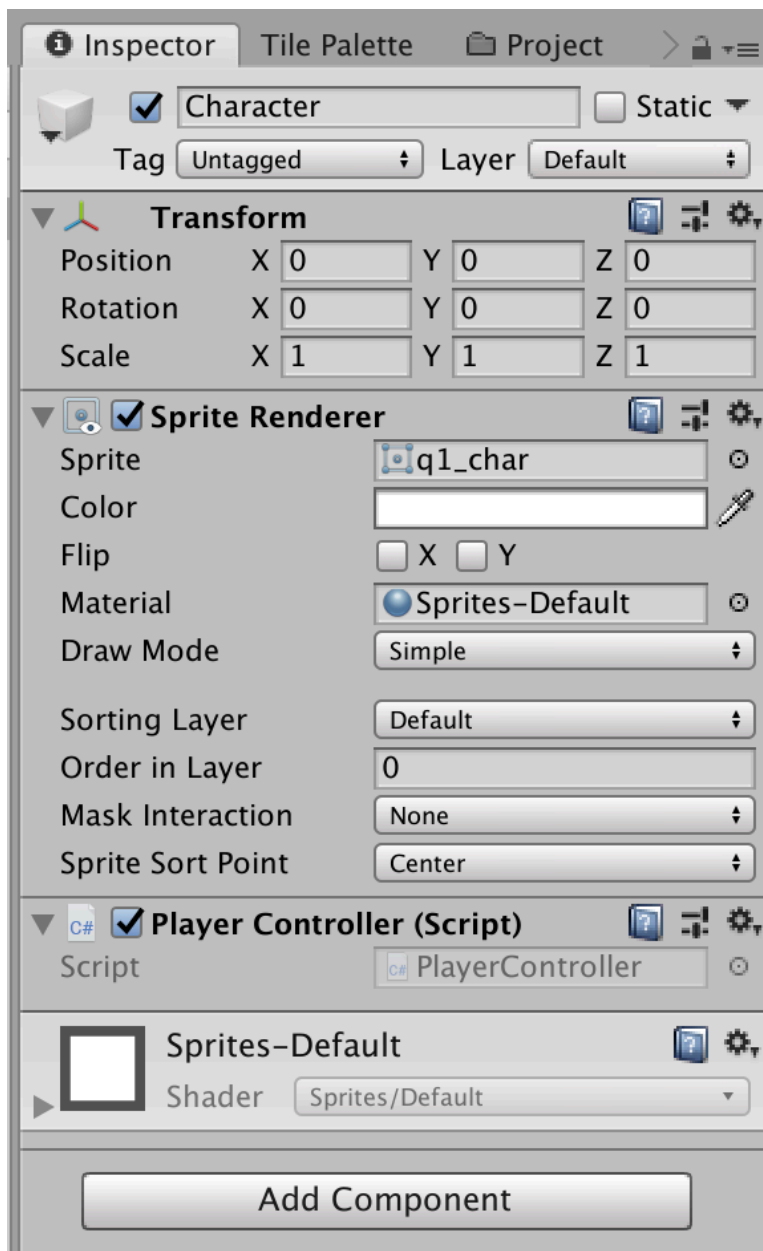 Inspector Tile Palette Project
Character Static
Tag Untagged Layer Default
Transform
Position X 0 Y 0 Z 0
Rotation X 0 Y 0 Z 0
Scale X 1 Y 1 Z 1
Sprite Renderer
Sprite q1_char
Color
Flip X Y
Material Sprites-Default
Draw Mode Simple
Sorting Layer Default
Order in Layer 0
Mask Interaction None
Sprite Sort Point Center
C# Player Controller (Script)
Script C# PlayerController
Sprites-Default
Shader Sprites/Default
Add Component